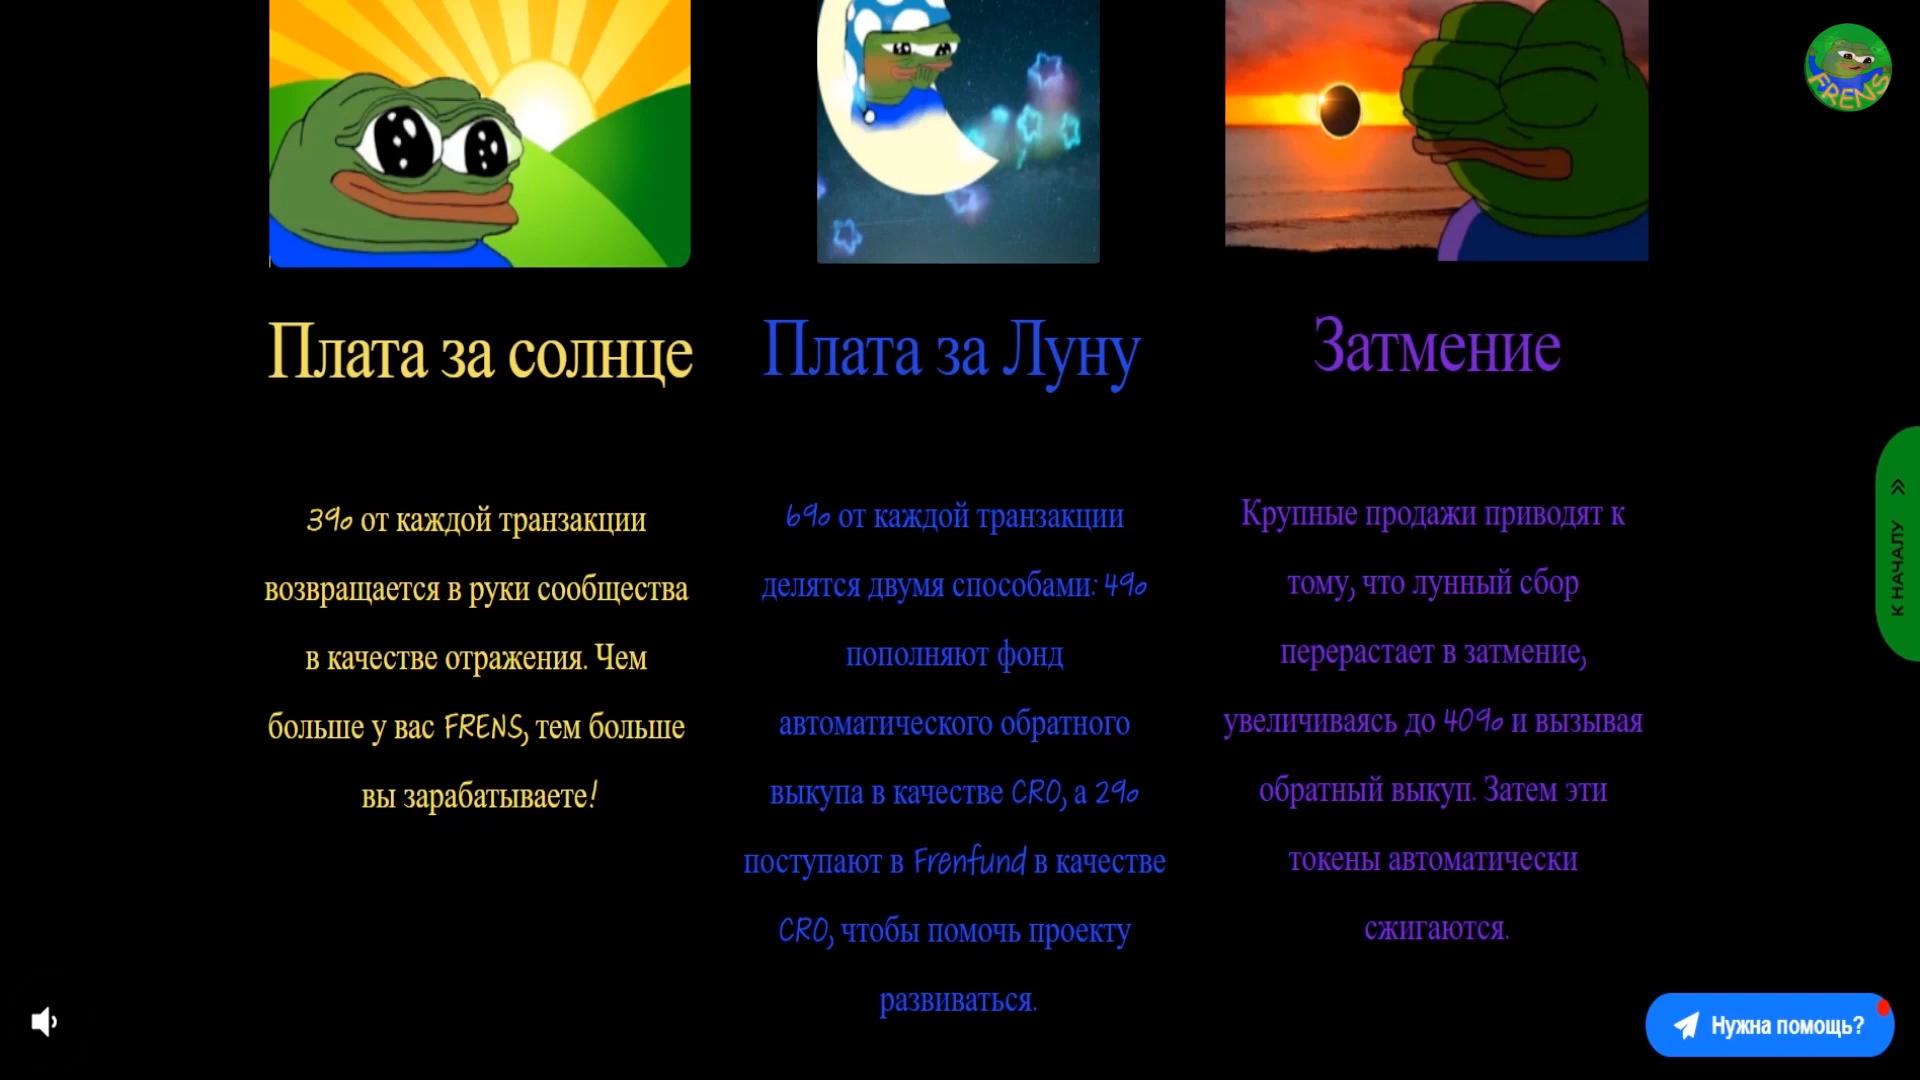 FRENS
Плата за солнце
3% от каждой транзакции
возвращается в руки сообщества
в качестве отражения. Чем
больше у вас FRENS, тем больше
вы зарабатываете!
Плата за Луну
6% от каждой транзакции
делятся двумя способами: 4%
пополняют фонд
автоматического обратного
выкупа в качестве CRO, а 2%
поступают в Frenfund в качестве
CRO, чтобы помочь проекту
развиваться.
Затмение
Крупные продажи приводят к
тому, что лунный сбор
перерастает в затмение,
увеличиваясь до 40% и вызывая
обратный выкуп. Затем эти
токены автоматически
сжигаются.
К НАЧАЛУ
Нужна помощь?